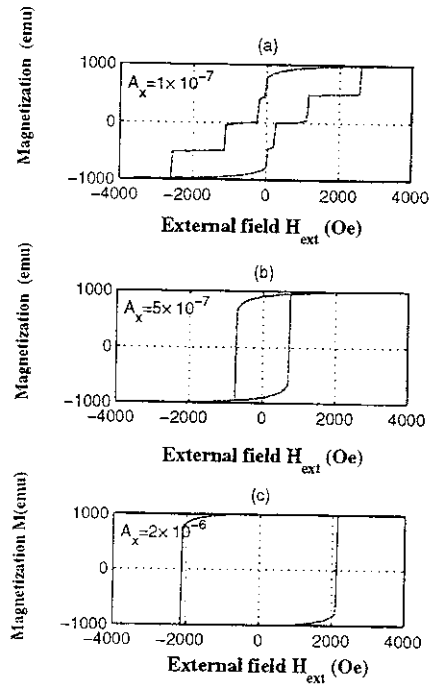 (a)
Magnetization (emu)
1000
0
−1000
A_x=1× 10^-7
−4000 −2000 0 2000 4000
External field H_ext (Oe)
(b)
Magnetization (emu)
1000
0
−1000
A_x=5× 10^-7
−4000 −2000 0 2000 4000
External field H_ext (Oe)
(c)
Magnetization M(emu)
1000
0
−1000
A_x=2× 10^-6
−4000 −2000 0 2000 4000
External field H_ext (Oe)